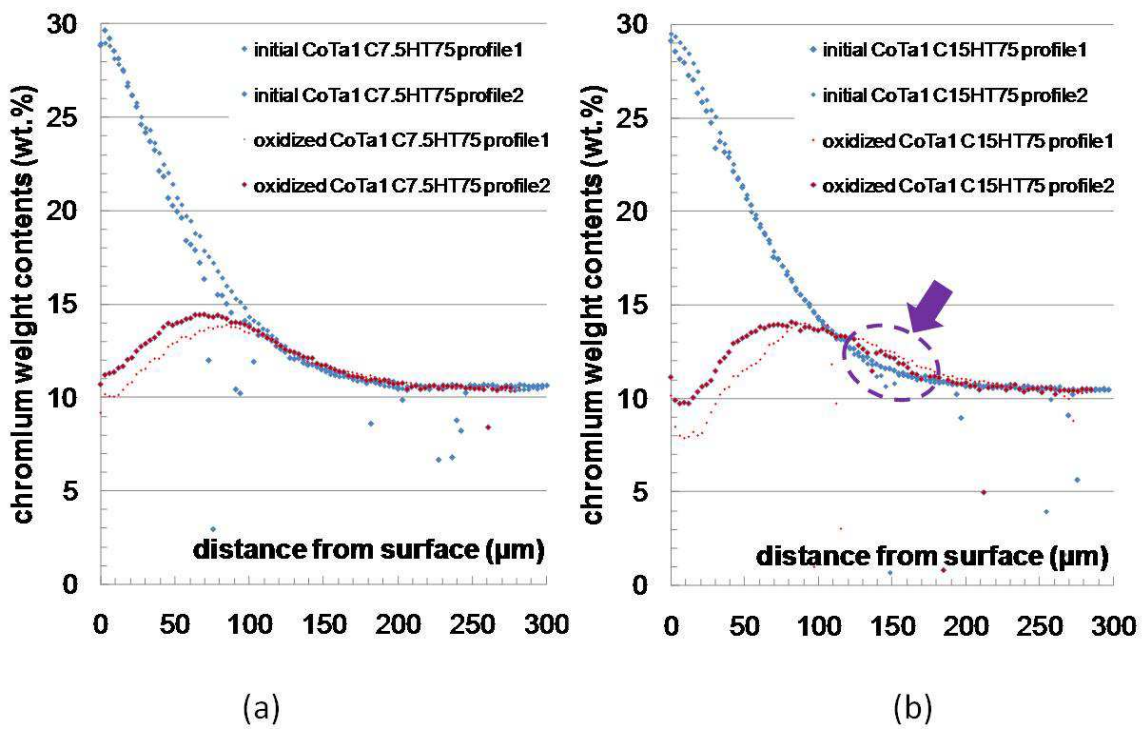 chromIum weIght contents (wt.%)
30
25
20
15
10
5
0
initial CoTa1 C7.5HT75 profile1
initial CoTa1 C7.5HT75 profile2
oxidized CoTa1 C7.5HT75 profile1
oxidized CoTa1 C7.5HT75 profile2
distance from surface (µm)
0 50 100 150 200 250 300
(a)
chromIum weIght contents (wt.%)
30
25
20
15
10
5
0
initial CoTa1 C15HT75 profile1
initial CoTa1 C15HT75 profile2
oxidized CoTa1 C15HT75 profile1
oxidized CoTa1 C15HT75 profile2
distance from surface (µm)
0 50 100 150 200 250 300
(b)